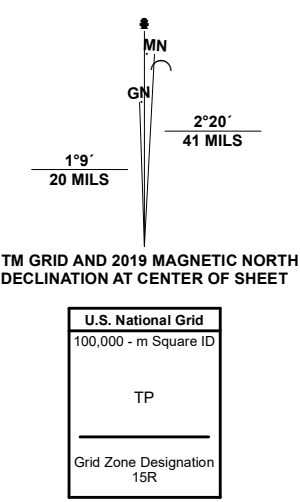 MN
GN
2°20´
41 MILS
1°9´
20 MILS
TM GRID AND 2019 MAGNETIC NORTH
DECLINATION AT CENTER OF SHEET
U.S. National Grid
100,000 - m Square ID
TP
Grid Zone Designation
15R